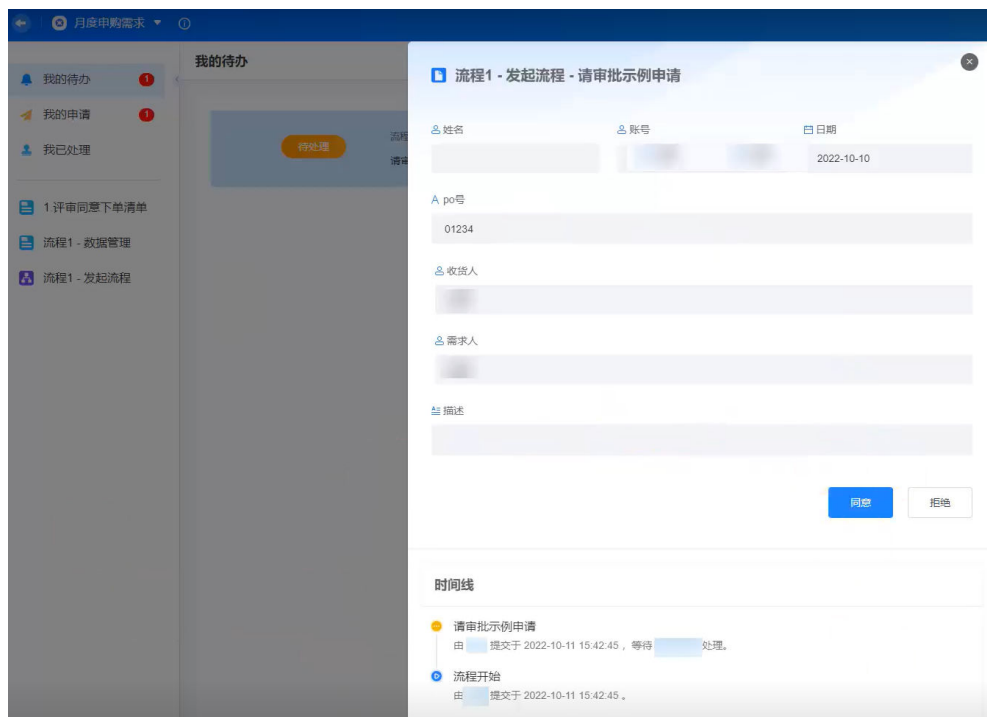 月度申购需求
我的待办 1
我的申请 1
我已处理
1.评审同意下单清单
流程1 - 数据管理
流程1 - 发起流程
我的待办
待处理
流程
请审
流程1 - 发起流程 - 请审批示例申请
姓名 账号 日期
2022-10-10
po号
01234
收货人
需求人
描述
同意 拒绝
时间线
请审批示例申请
由 提交于 2022-10-11 15:42:45 , 等待 处理。
流程开始
由 提交于 2022-10-11 15:42:45 。